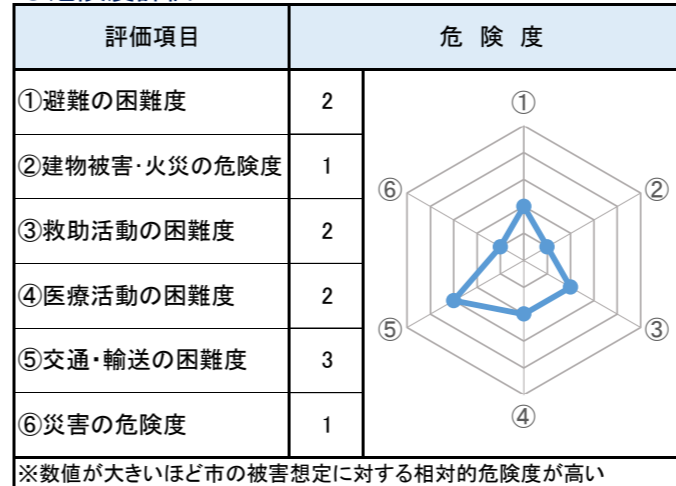 評価項目 危険度
①避難の困難度 2
②建物被害・火災の危険度 1
③救助活動の困難度 2
④医療活動の困難度 2
⑤交通・輸送の困難度 3
⑥災害の危険度 1
①
⑥ ②
⑤ ③
④
※数値が大きいほど市の被害想定に対する相対的危険度が高い